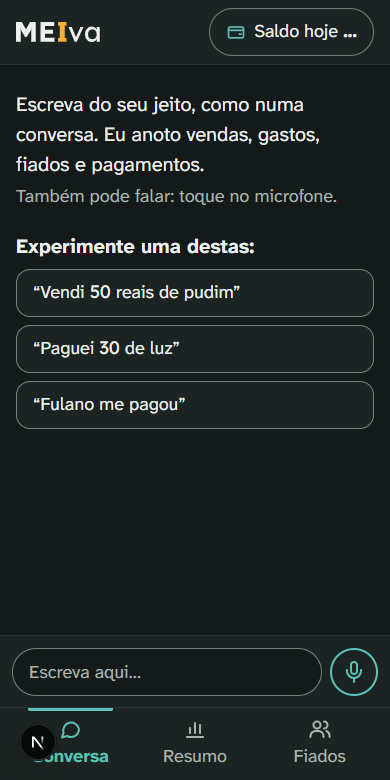 MEIva
Saldo hoje ...
Escreva do seu jeito, como numa
conversa. Eu anoto vendas, gastos,
fiados e pagamentos.
Também pode falar: toque no microfone.
Experimente uma destas:
“Vendi 50 reais de pudim”
“Paguei 30 de luz”
“Fulano me pagou”
Escreva aqui...
N
onversa Resumo Fiados